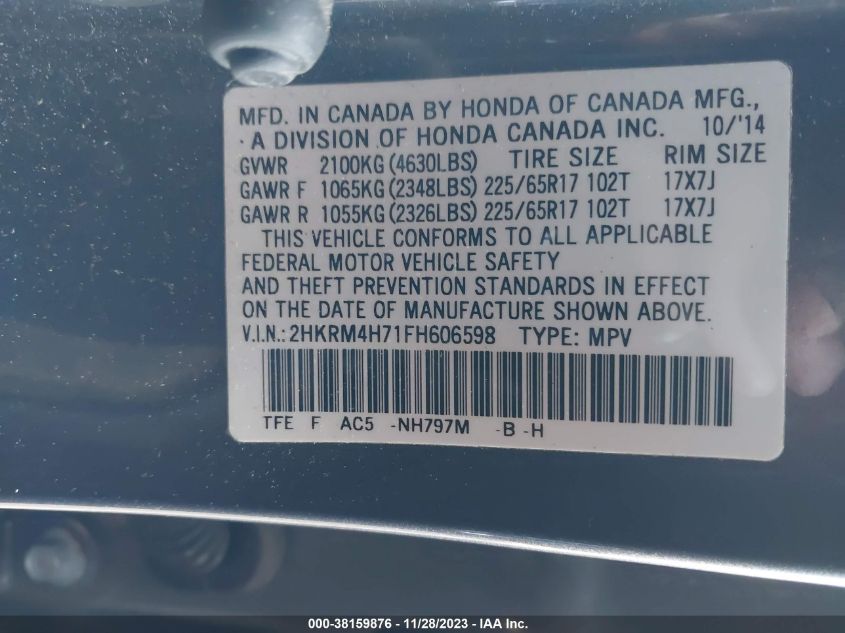 MFD. IN CANADA BY HONDA OF CANADA MFG.,
A DIVISION OF HONDA CANADA INC. 10/'14
GVWR 2100KG (4630LBS) TIRE SIZE RIM SIZE
GAWR F 1065KG (2348LBS) 225/65R17 102T 17X7J
GAWR R 1055KG (2326LBS) 225/65R17 102T 17X7J
THIS VEHICLE CONFORMS TO ALL APPLICABLE
FEDERAL MOTOR VEHICLE SAFETY
AND THEFT PREVENTION STANDARDS IN EFFECT
ON THE DATE OF MANUFACTURE SHOWN ABOVE.
V.I.N.: 2HKRM4H71FH606598 TYPE: MPV
TFE F AC5 -NH797M -B -H
000-38159876 | 11/28/2023 | IAA Inc.